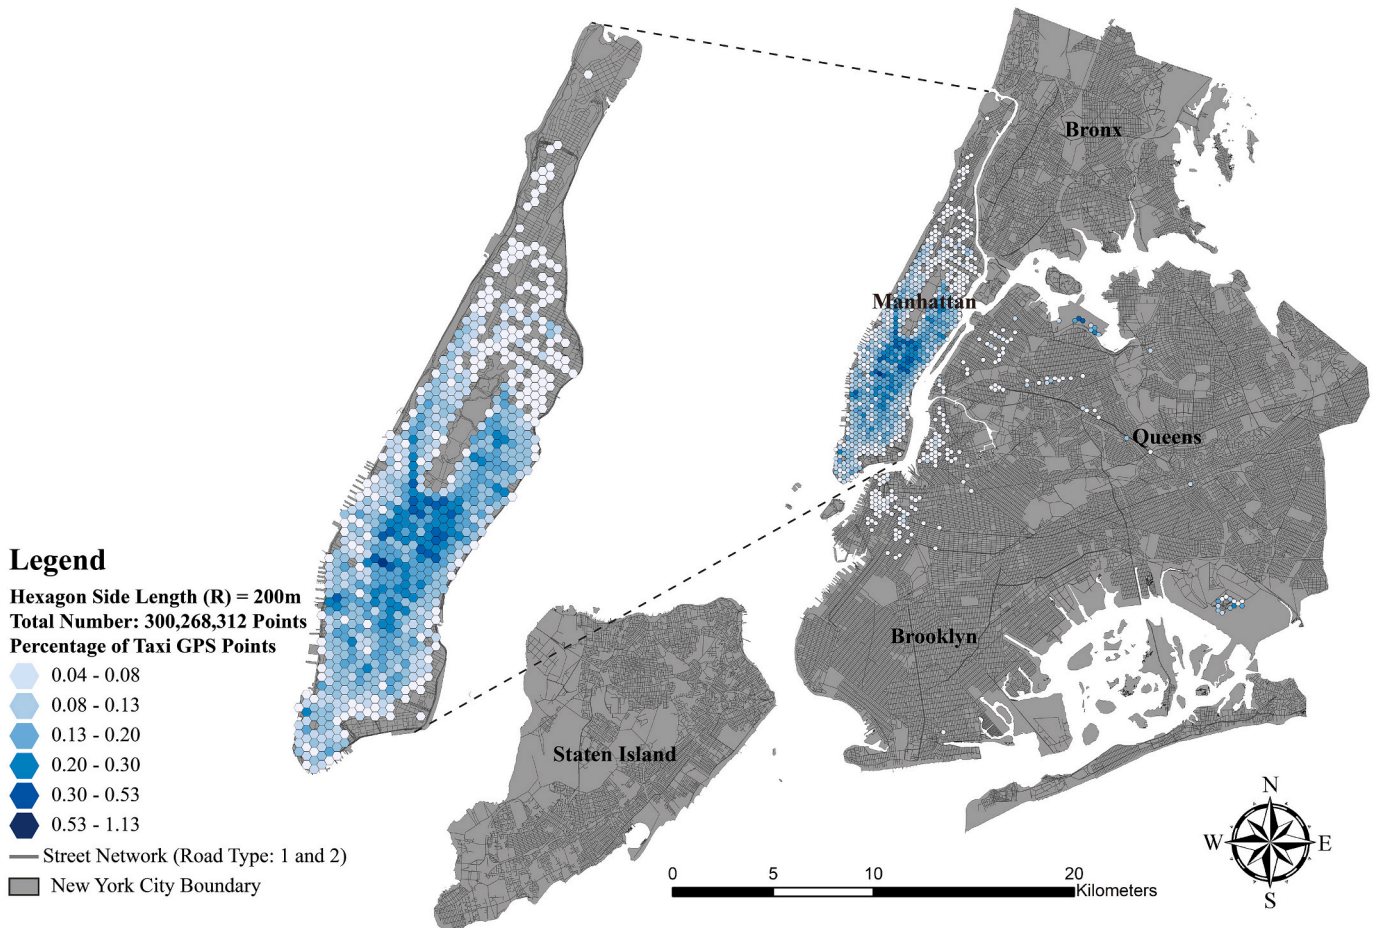 Bronx
Manhattan
Queens
Brooklyn
Staten Island
Legend
Hexagon Side Length (R) = 200m
Total Number: 300,268,312 Points
Percentage of Taxi GPS Points
0.04 - 0.08
0.08 - 0.13
0.13 - 0.20
0.20 - 0.30
0.30 - 0.53
0.53 - 1.13
Street Network (Road Type: 1 and 2)
New York City Boundary
0 5 10 20
Kilometers
N
W E
S